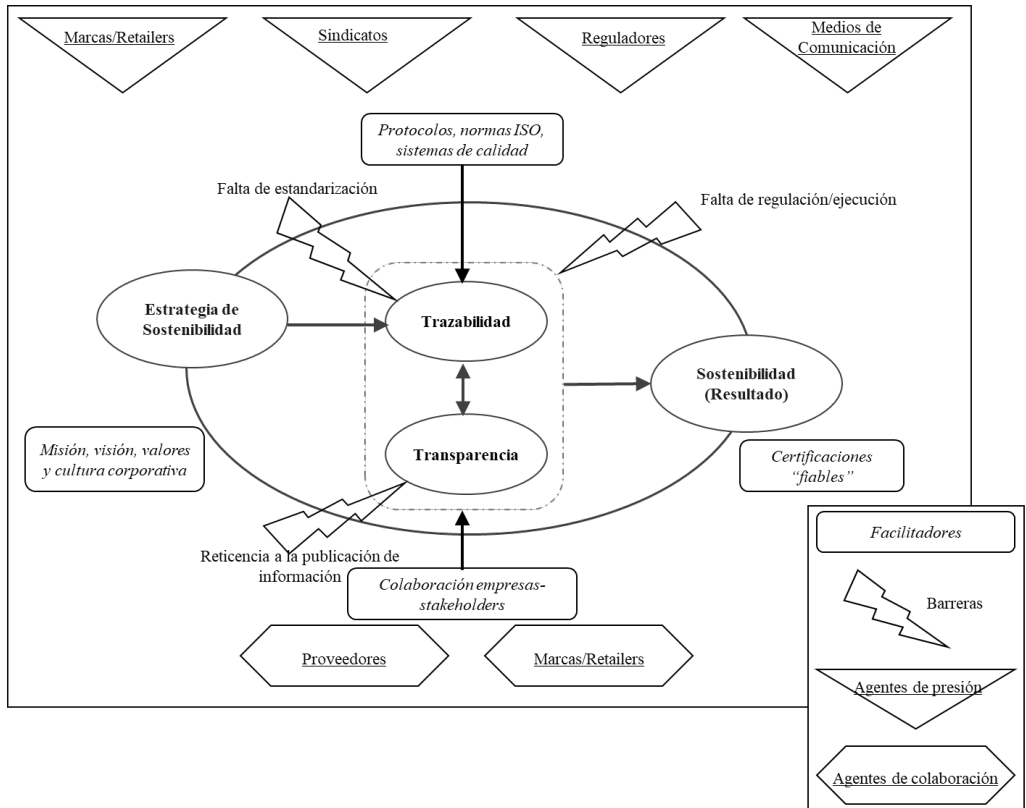 Marcas/Retailers
Sindicatos
Reguladores
Medios de
Comunicación
Protocolos, normas ISO,
sistemas de calidad
Falta de estandarización
Falta de regulación/ejecución
Estrategia de
Sostenibilidad
Trazabilidad
Sostenibilidad
(Resultado)
Transparencia
Misión, visión, valores
y cultura corporativa
Certificaciones
“fiables”
Reticencia a la publicación de
información
Colaboración empresas-
stakeholders
Proveedores
Marcas/Retailers
Facilitadores
Barreras
Agentes de presión
Agentes de colaboración